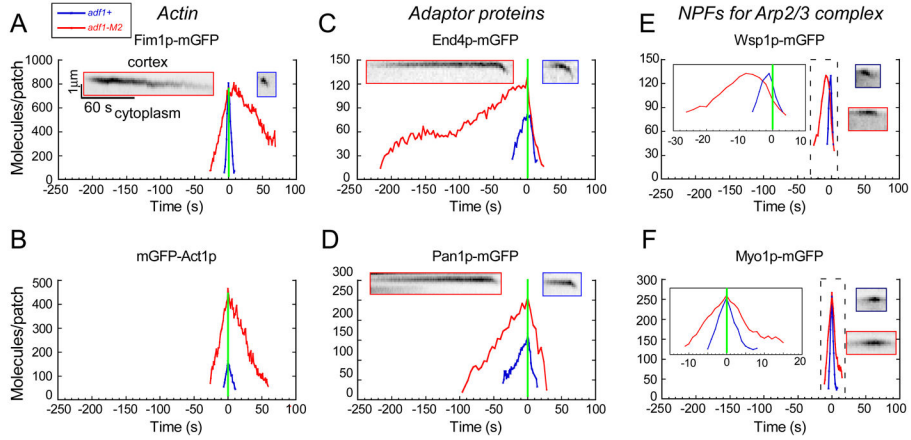 Actin
Adaptor proteins
NPFs for Arp2/3 complex
adf1+
adf1-M2
A
Fim1p-mGFP
cortex
1µm
60 s
cytoplasm
Molecules/patch
1000
800
600
400
200
0
-250 -200 -150 -100 -50 0 50 100
Time (s)
C
End4p-mGFP
150
120
90
60
30
0
-250 -200 -150 -100 -50 0 50 100
Time (s)
E
Wsp1p-mGFP
150
120
90
60
30
0
-30 -20 -10 0 10
-250 -200 -150 -100 -50 0 50 100
Time (s)
B
mGFP-Act1p
Molecules/patch
500
400
300
200
100
0
-250 -200 -150 -100 -50 0 50 100
Time (s)
D
Pan1p-mGFP
300
250
200
150
100
50
0
-250 -200 -150 -100 -50 0 50 100
Time (s)
F
Myo1p-mGFP
300
250
200
150
100
50
0
-10 0 10 20
-250 -200 -150 -100 -50 0 50 100
Time (s)